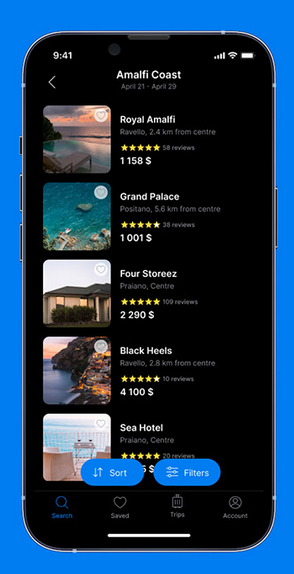 9:41
Amalfi Coast
April 21 - April 29
Royal Amalfi
Ravello, 2.4 km from centre
58 reviews
1 158 $
Grand Palace
Positano, 5.6 km from centre
38 reviews
1 001 $
Four Storeez
Praiano, Centre
109 reviews
2 290 $
Black Heels
Ravello, 2.8 km from centre
10 reviews
4 100 $
Sea Hotel
Praiano, Centre
20 reviews
5 $
Sort
Filters
Search
Saved
Trips
Account